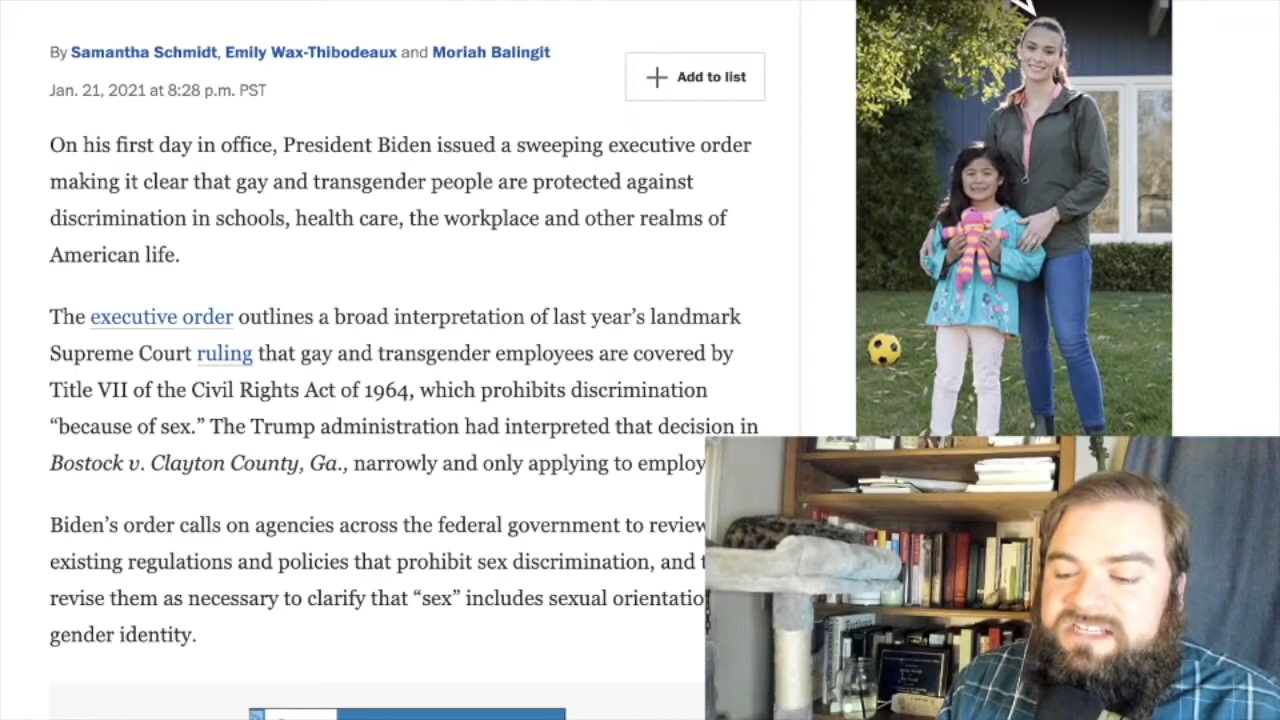 By Samantha Schmidt, Emily Wax-Thibodeaux and Moriah Balingit
Add to list
Jan. 21, 2021 at 8:28 p.m. PST
On his first day in office, President Biden issued a sweeping executive order
making it clear that gay and transgender people are protected against
discrimination in schools, health care, the workplace and other realms of
American life.
The executive order outlines a broad interpretation of last year’s landmark
Supreme Court ruling that gay and transgender employees are covered by
Title VII of the Civil Rights Act of 1964, which prohibits discrimination
“because of sex.” The Trump administration had interpreted that decision in
Bostock v. Clayton County, Ga., narrowly and only applying to employ
Biden’s order calls on agencies across the federal government to review
existing regulations and policies that prohibit sex discrimination, and
revise them as necessary to clarify that “sex” includes sexual orientatio
gender identity.